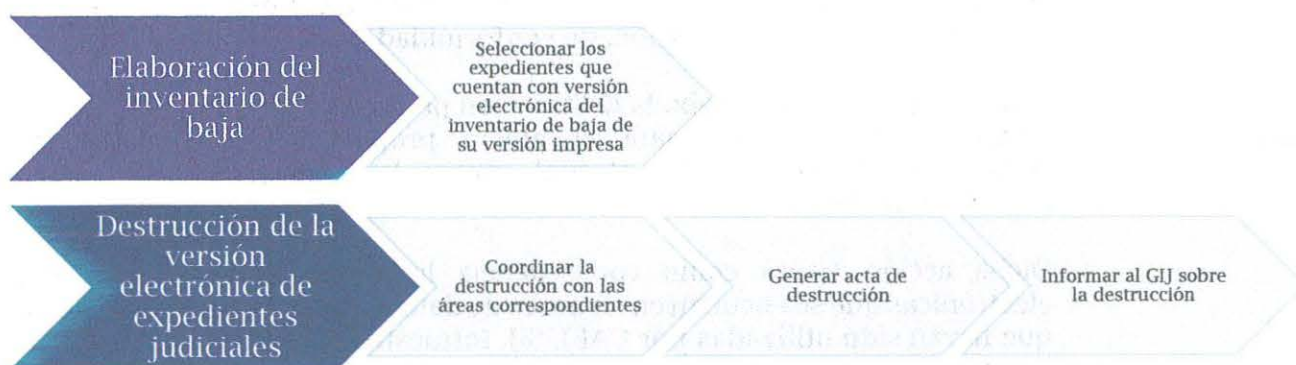 Elaboración del
inventario de
baja
Seleccionar los
expedientes que
cuentan con versión
electrónica del
inventario de baja de
su versión impresa
Destrucción de la
versión
electrónica de
expedientes
judiciales
Coordinar la
destrucción con las
áreas correspondientes
Generar acta de
destrucción
Informar al GIJ sobre
la destrucción